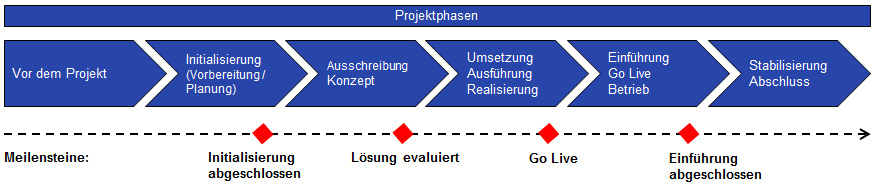 Projektphasen
Vor dem Projekt
Initialisierung
(Vorbereitung /
Planung)
Ausschreibung
Konzept
Umsetzung
Ausführung
Realisierung
Einführung
Go Live
Betrieb
Stabilisierung
Abschluss
Meilensteine:
Initialisierung
abgeschlossen
Lösung evaluiert
Go Live
Einführung
abgeschlossen